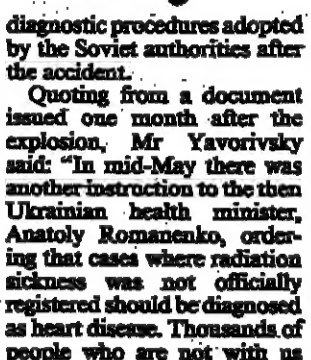 diagnostic procedures adopted
by the Soviet authorities after
the accident.
Quoting from a document
issued one month after the
explosion, Mr Yavorivsky
said: “In mid-May there was
another instruction to the then
Ukrainian health minister,
Anatoly Romanenko, order-
ing that cases where radiation
sickness was not officially
registered should be diagnosed
as heart disease. Thousands of
people who are not with us